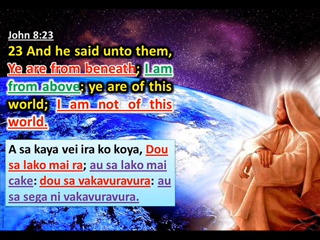 John 8:23
23 And he said unto them,
Ye are from beneath; I am
from above; ye are of this
world; I am not of this
world.
A sa kaya vei ira ko koya, Dou
sa lako mai ra; au sa lako mai
cake: dou sa vakavuravura: au
sa sega ni vakavuravura.